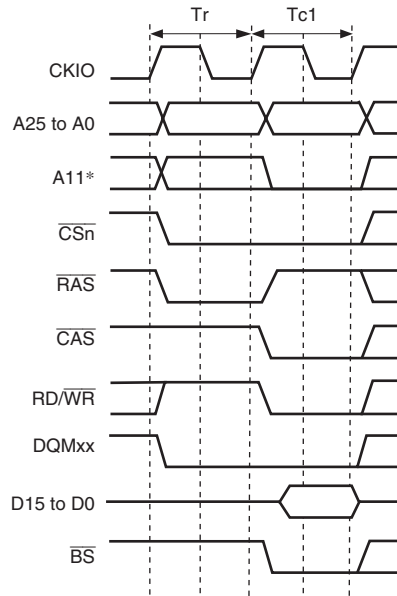 Tr Tc1
CKIO
A25 to A0
A11*
CSn
RAS
CAS
RD/WR
DQMxx
D15 to D0
BS